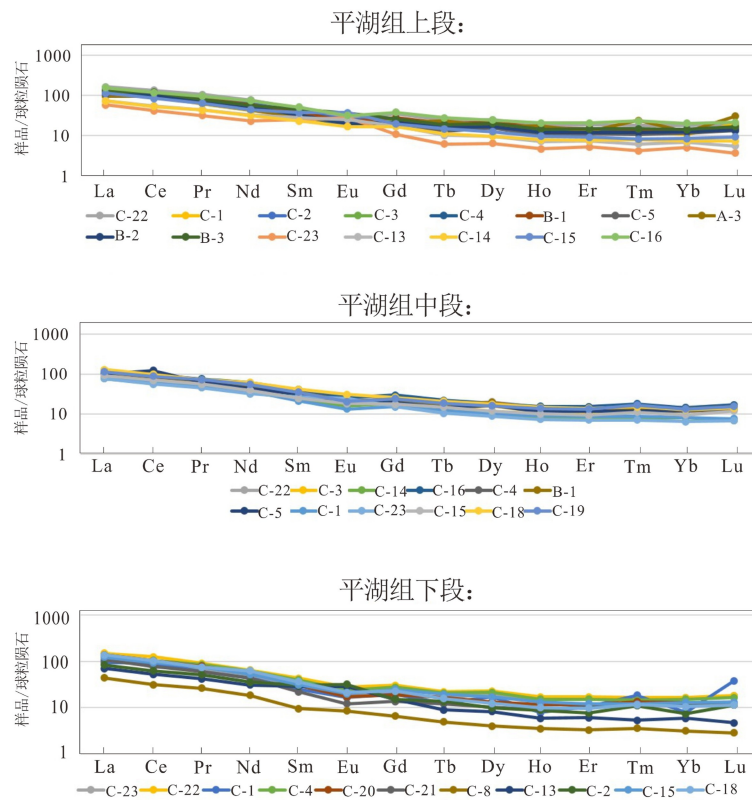 平湖组上段：
1000
100
10
1
样品/球粒陨石
La Ce Pr Nd Sm Eu Gd Tb Dy Ho Er Tm Yb Lu
C-22 C-1 C-2 C-3 C-4 B-1 C-5 A-3
B-2 B-3 C-23 C-13 C-14 C-15 C-16
平湖组中段：
1000
100
10
1
样品/球粒陨石
La Ce Pr Nd Sm Eu Gd Tb Dy Ho Er Tm Yb Lu
C-22 C-3 C-14 C-16 C-4 B-1
C-5 C-1 C-23 C-15 C-18 C-19
平湖组下段：
1000
100
10
1
样品/球粒陨石
La Ce Pr Nd Sm Eu Gd Tb Dy Ho Er Tm Yb Lu
C-23 C-22 C-1 C-4 C-20 C-21 C-8 C-13 C-2 C-15 C-18